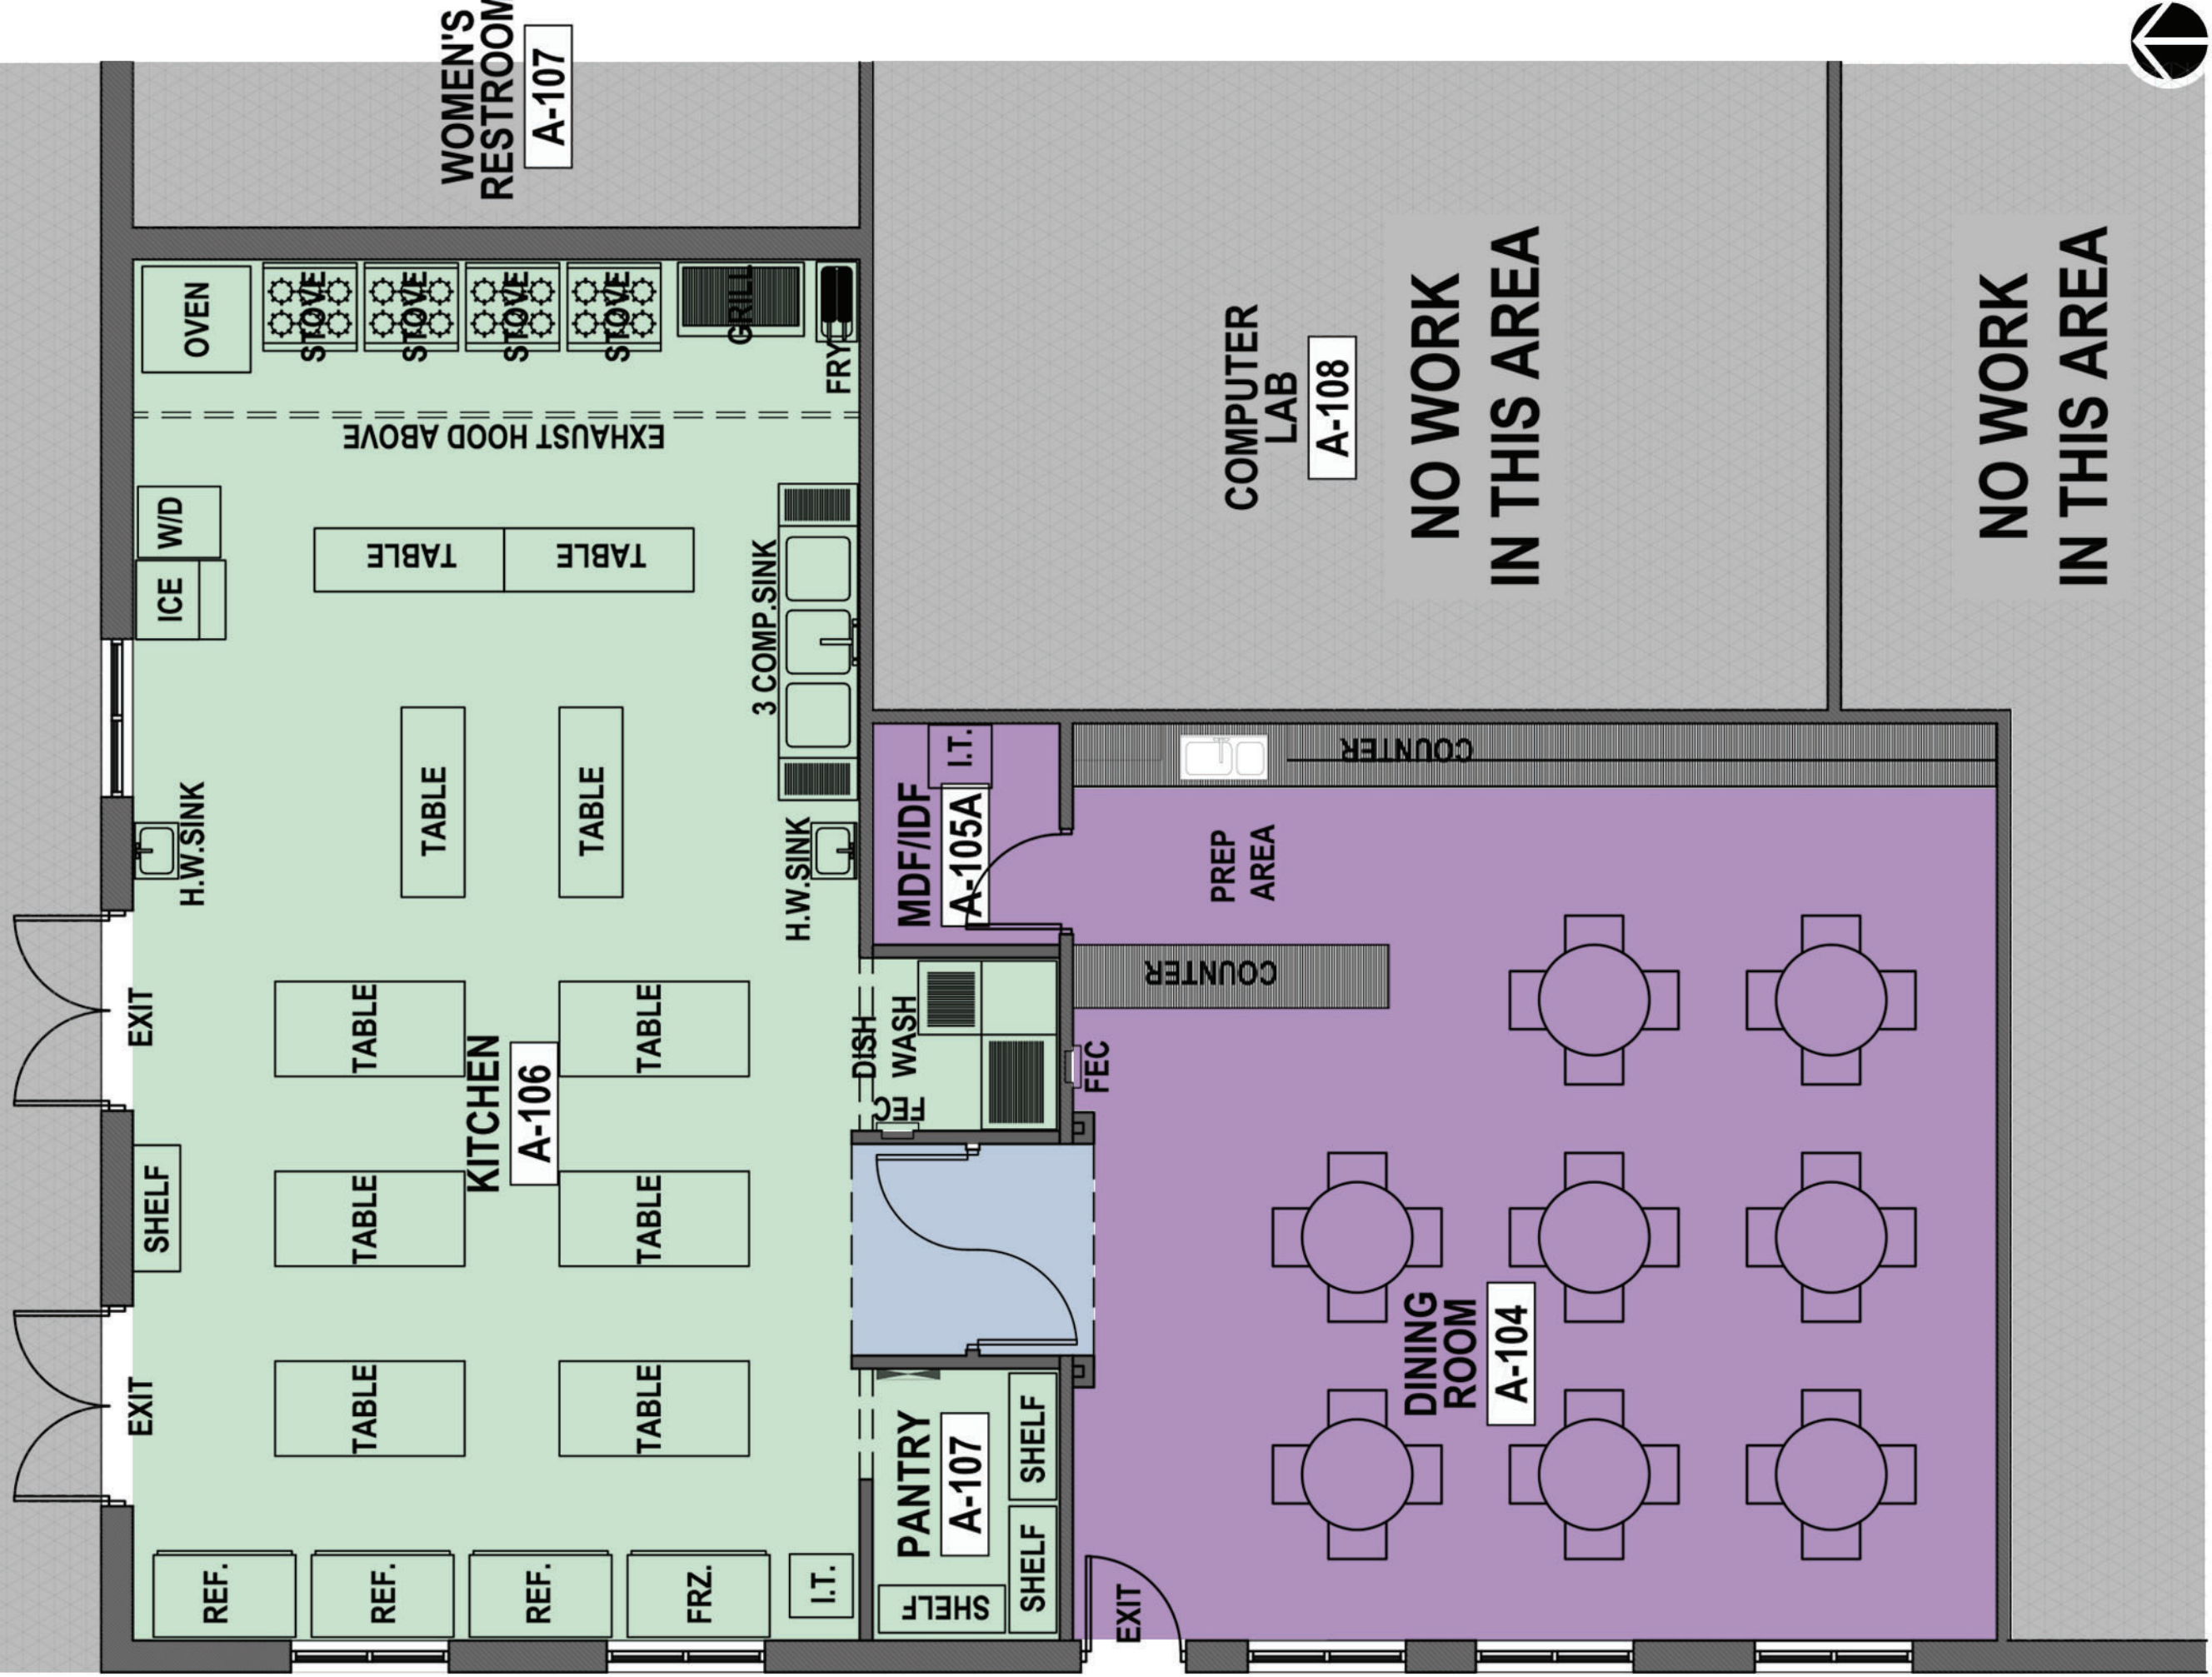 WOMEN'S
RESTROOM
A-107
OVEN
STOVE
STOVE
STOVE
STOVE
GRILL
FRY
EXHAUST HOOD ABOVE
W/D
ICE
TABLE
TABLE
3 COMP.SINK
COMPUTER
LAB
A-108
NO WORK
IN THIS AREA
NO WORK
IN THIS AREA
H.W.SINK
TABLE
TABLE
H.W.SINK
MDF/IDF
A-105A
I.T.
COUNTER
PREP
AREA
COUNTER
EXIT
TABLE
TABLE
KITCHEN
A-106
DISH
WASH
FEC
FEC
SHELF
TABLE
TABLE
EXIT
TABLE
TABLE
PANTRY
A-107
SHELF
SHELF
SHELF
DINING
ROOM
A-104
REF.
REF.
REF.
FRZ.
I.T.
EXIT